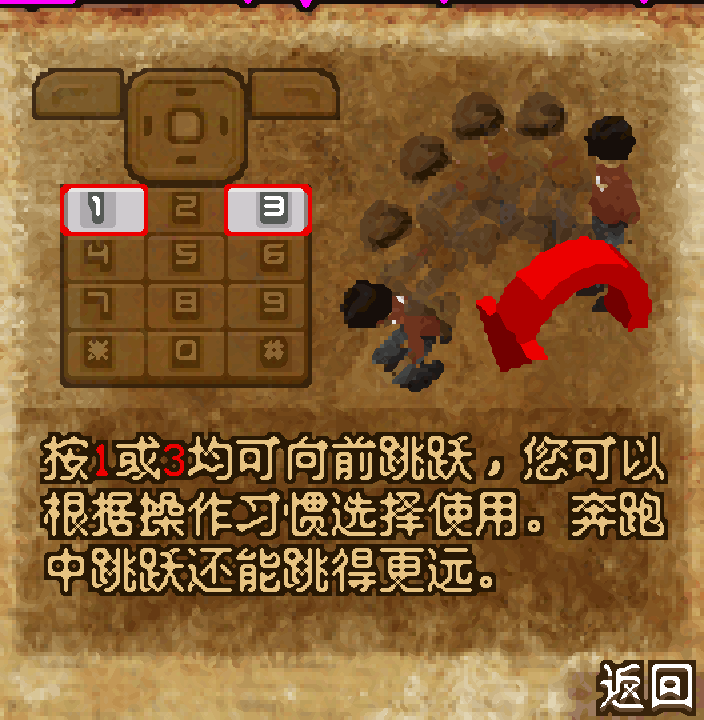 1 2 3
4 5 6
7 8 9
* 0 #
按1或3均可向前跳跃，您可以
根据操作习惯选择使用。奔跑
中跳跃还能跳得更远。
返回